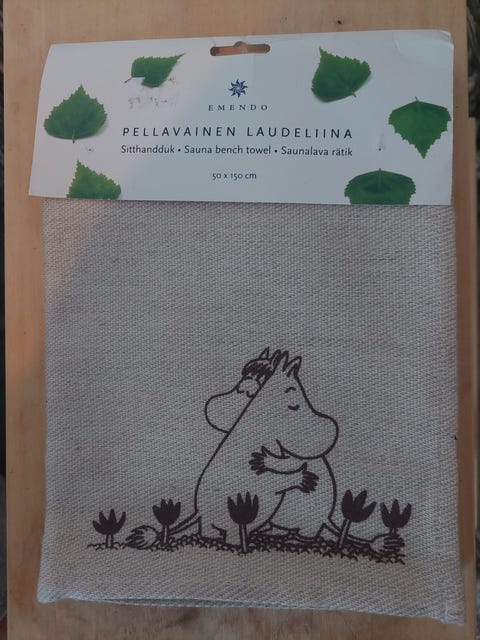 EMENDO
PELLAVAINEN LAUDELIINA
Sitthandduk • Sauna bench towel • Saunalava rätik
50 x 150 cm